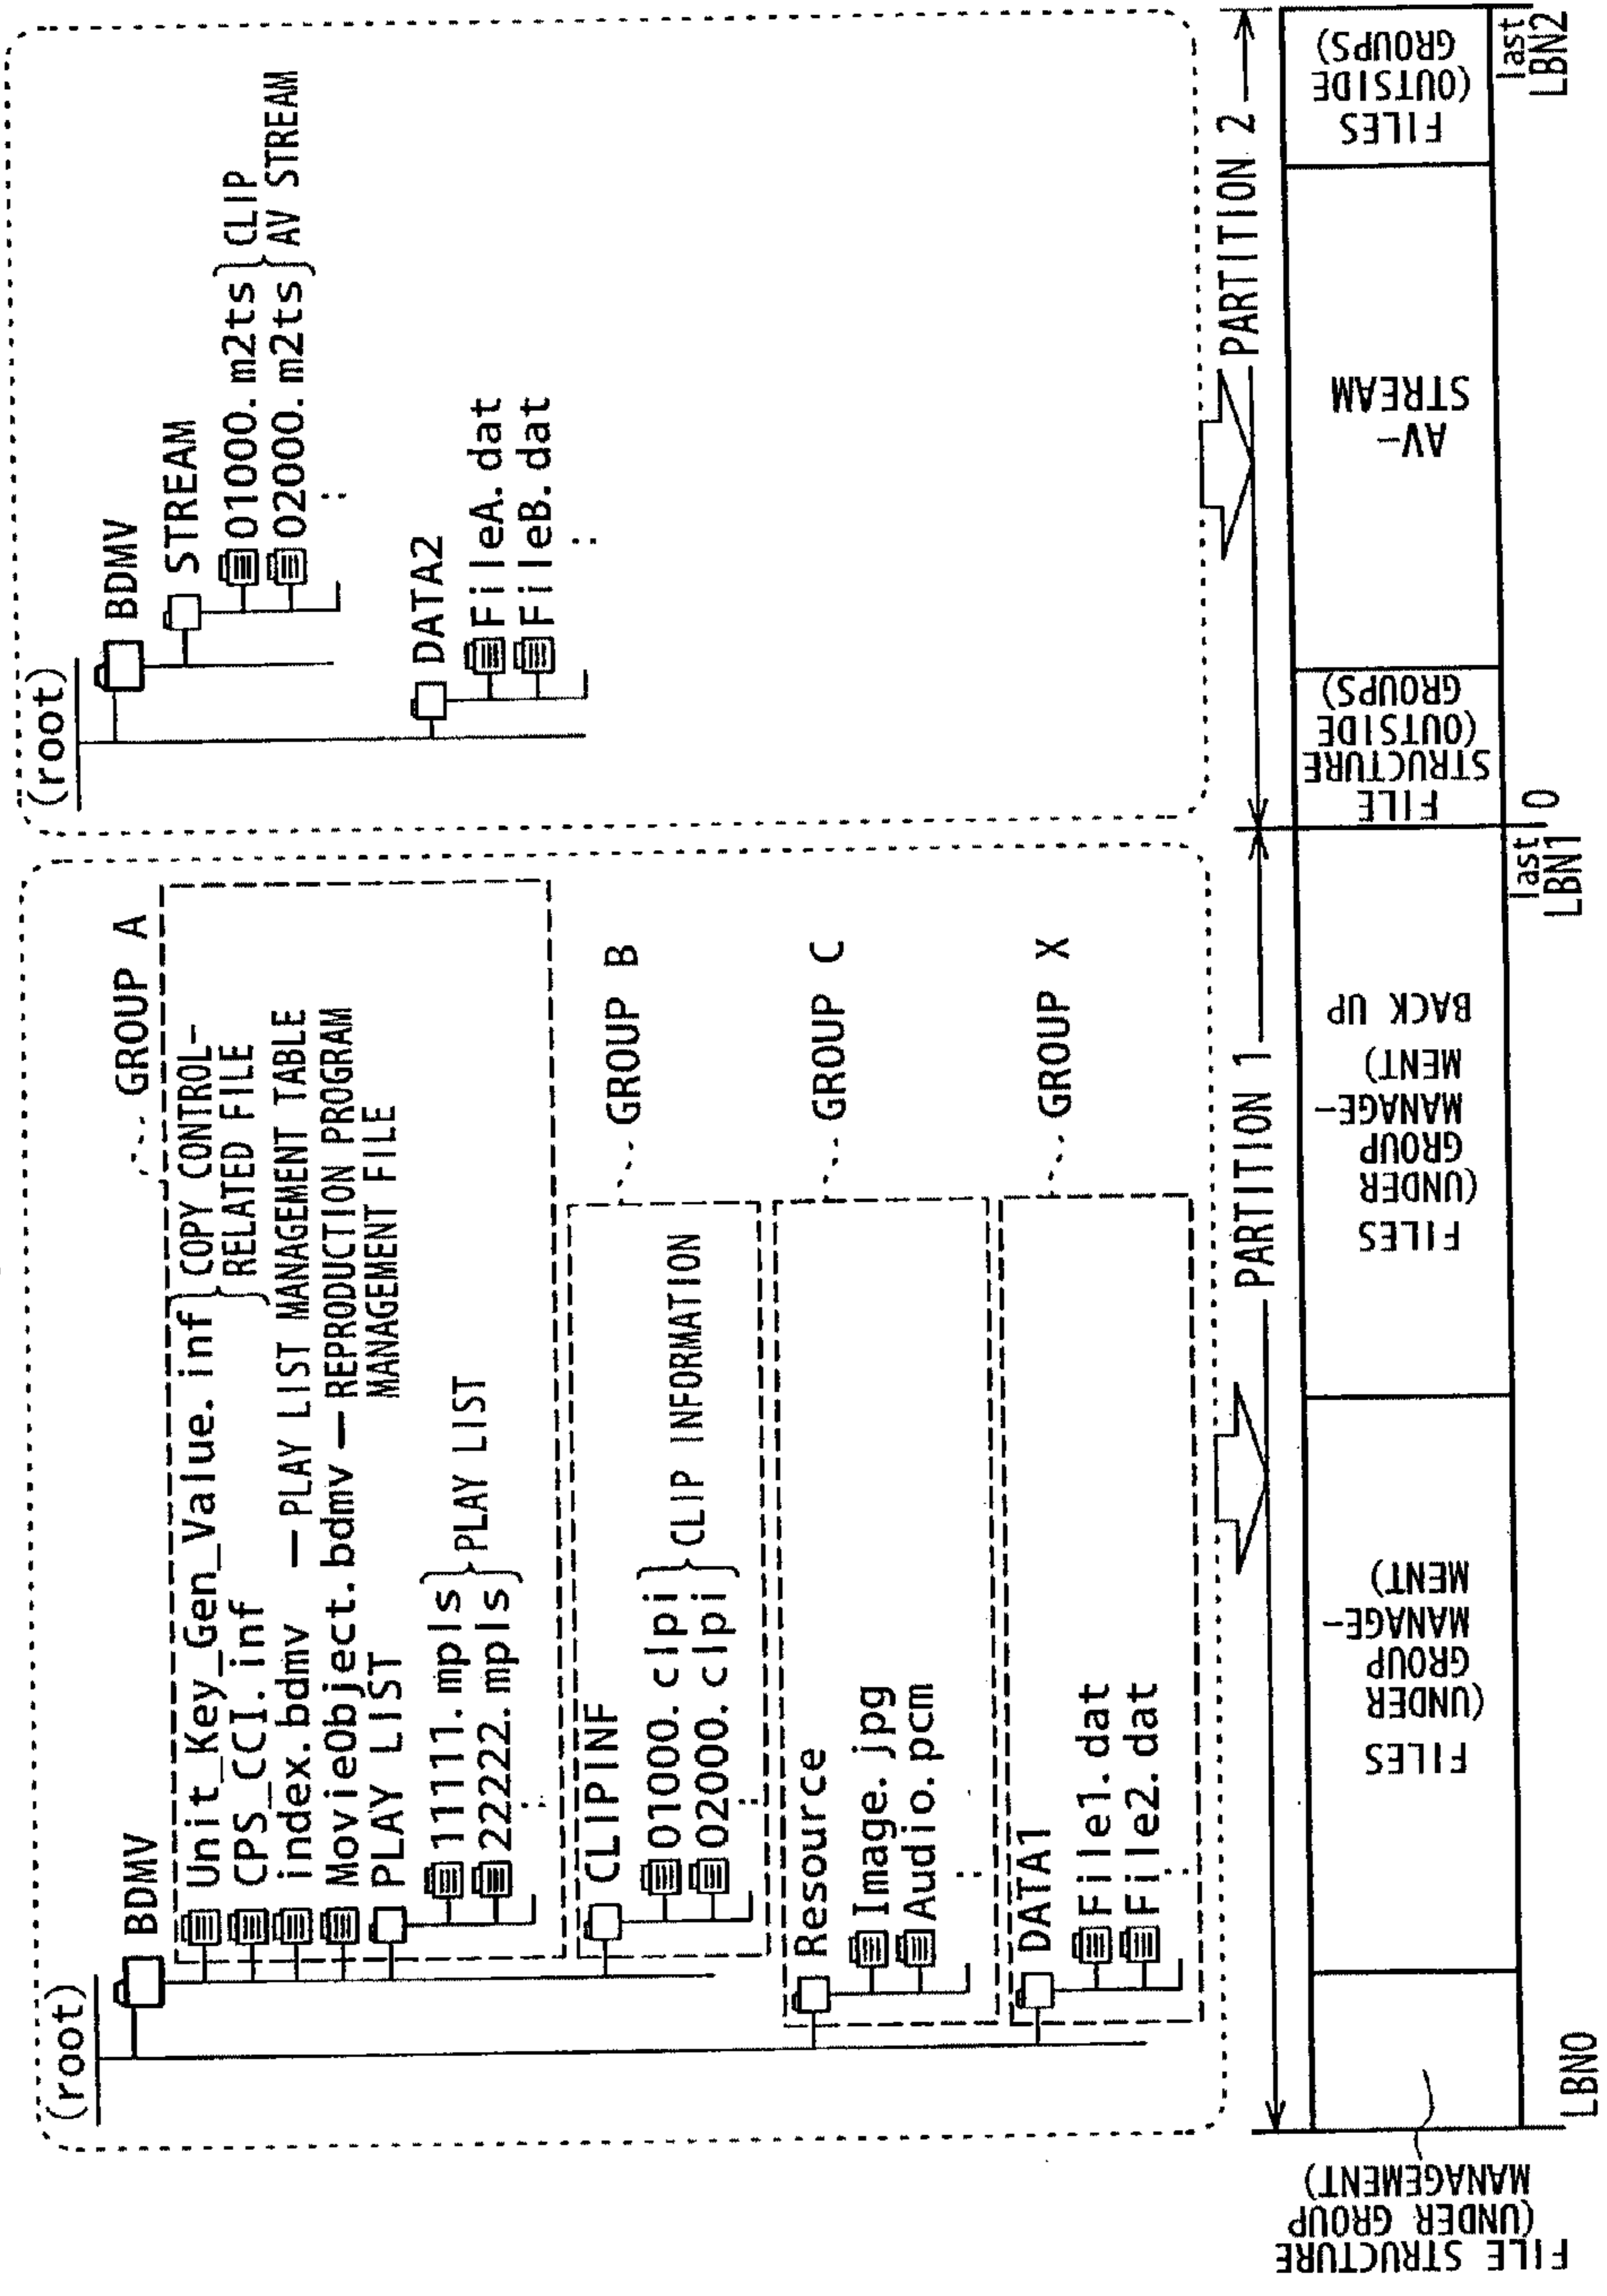 (root)
BDMV
GROUP A
Unit_Key_Gen_Value.inf
CPS_CCI.inf
COPY CONTROL-
RELATED FILE
index.bdmv — PLAY LIST MANAGEMENT TABLE
MovieObject.bdmv — REPRODUCTION PROGRAM
MANAGEMENT FILE
PLAY LIST
11111.mpls
22222.mpls
PLAY LIST
GROUP B
CLIPINF
01000.clpi
02000.clpi
CLIP INFORMATION
GROUP C
Resource
Image.jpg
Audio.pcm
GROUP X
DATA1
File1.dat
File2.dat
(root)
BDMV
STREAM
01000.m2ts
02000.m2ts
CLIP
AV STREAM
DATA2
FileA.dat
FileB.dat
PARTITION 1
PARTITION 2
FILE STRUCTURE
(UNDER GROUP
MANAGEMENT)
FILES
(UNDER
GROUP
MANAGE-
MENT)
FILES
(UNDER
GROUP
MANAGE-
MENT)
BACK UP
FILE
STRUCTURE
(OUTSIDE
GROUPS)
AV-
STREAM
FILES
(OUTSIDE
GROUPS)
LBN0
last
LBN1
0
last
LBN2